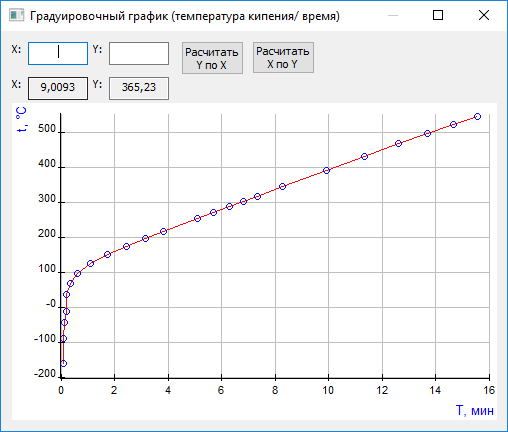 Градуировочный график (температура кипения/ время)
X: Y: Расчитать Y по X Расчитать X по Y
X: 9,0093 Y: 365,23
t, °C
500
400
300
200
100
-0
-100
-200
0 2 4 6 8 10 12 14 16
T, мин